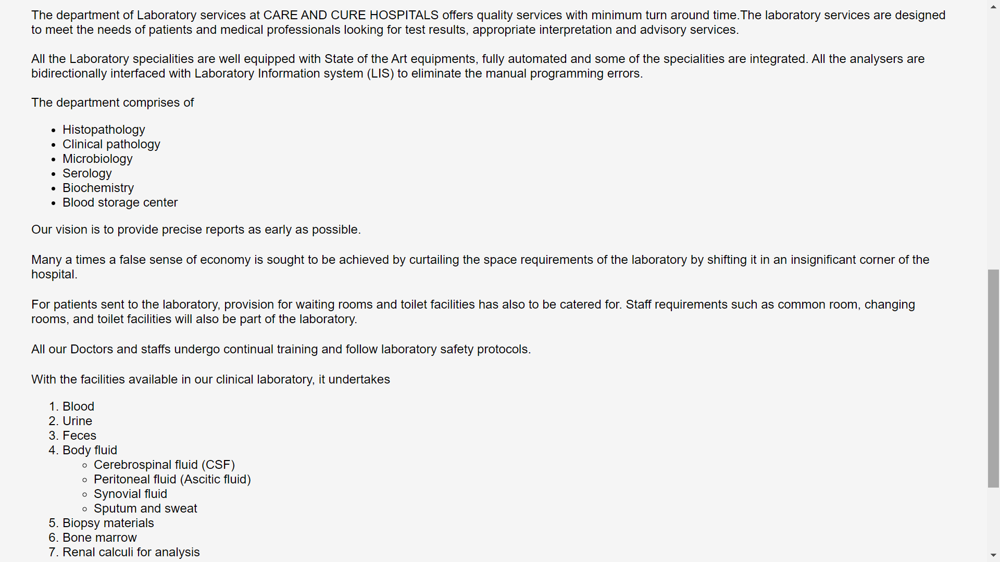 The department of Laboratory services at CARE AND CURE HOSPITALS offers quality services with minimum turn around time.The laboratory services are designed
to meet the needs of patients and medical professionals looking for test results, appropriate interpretation and advisory services.
All the Laboratory specialities are well equipped with State of the Art equipments, fully automated and some of the specialities are integrated. All the analysers are
bidirectionally interfaced with Laboratory Information system (LIS) to eliminate the manual programming errors.
The department comprises of
• Histopathology
• Clinical pathology
• Microbiology
• Serology
• Biochemistry
• Blood storage center
Our vision is to provide precise reports as early as possible.
Many a times a false sense of economy is sought to be achieved by curtailing the space requirements of the laboratory by shifting it in an insignificant corner of the
hospital.
For patients sent to the laboratory, provision for waiting rooms and toilet facilities has also to be catered for. Staff requirements such as common room, changing
rooms, and toilet facilities will also be part of the laboratory.
All our Doctors and staffs undergo continual training and follow laboratory safety protocols.
With the facilities available in our clinical laboratory, it undertakes
1. Blood
2. Urine
3. Feces
4. Body fluid
◦ Cerebrospinal fluid (CSF)
◦ Peritoneal fluid (Ascitic fluid)
◦ Synovial fluid
◦ Sputum and sweat
5. Biopsy materials
6. Bone marrow
7. Renal calculi for analysis